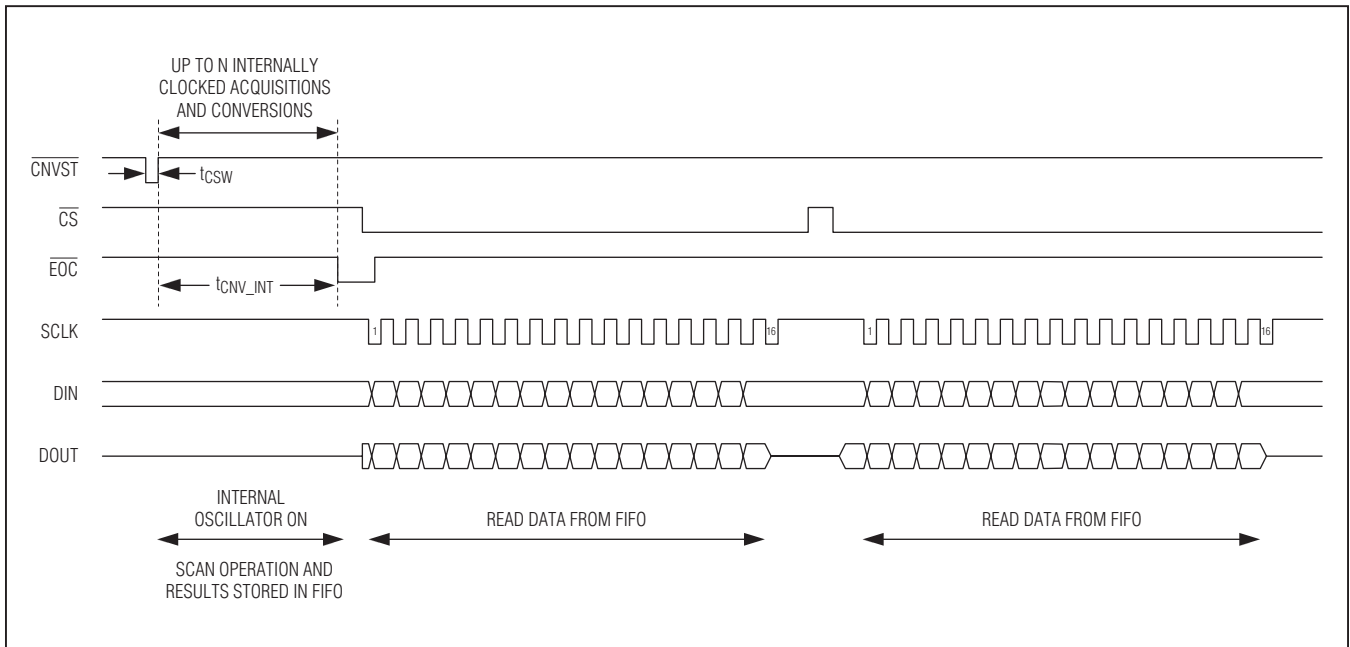 UP TO N INTERNALLY
CLOCKED ACQUISITIONS
AND CONVERSIONS
CNVST
tCSW
CS
EOC
tCNV_INT
SCLK
1
16
1
16
DIN
DOUT
INTERNAL
OSCILLATOR ON
READ DATA FROM FIFO
READ DATA FROM FIFO
SCAN OPERATION AND
RESULTS STORED IN FIFO